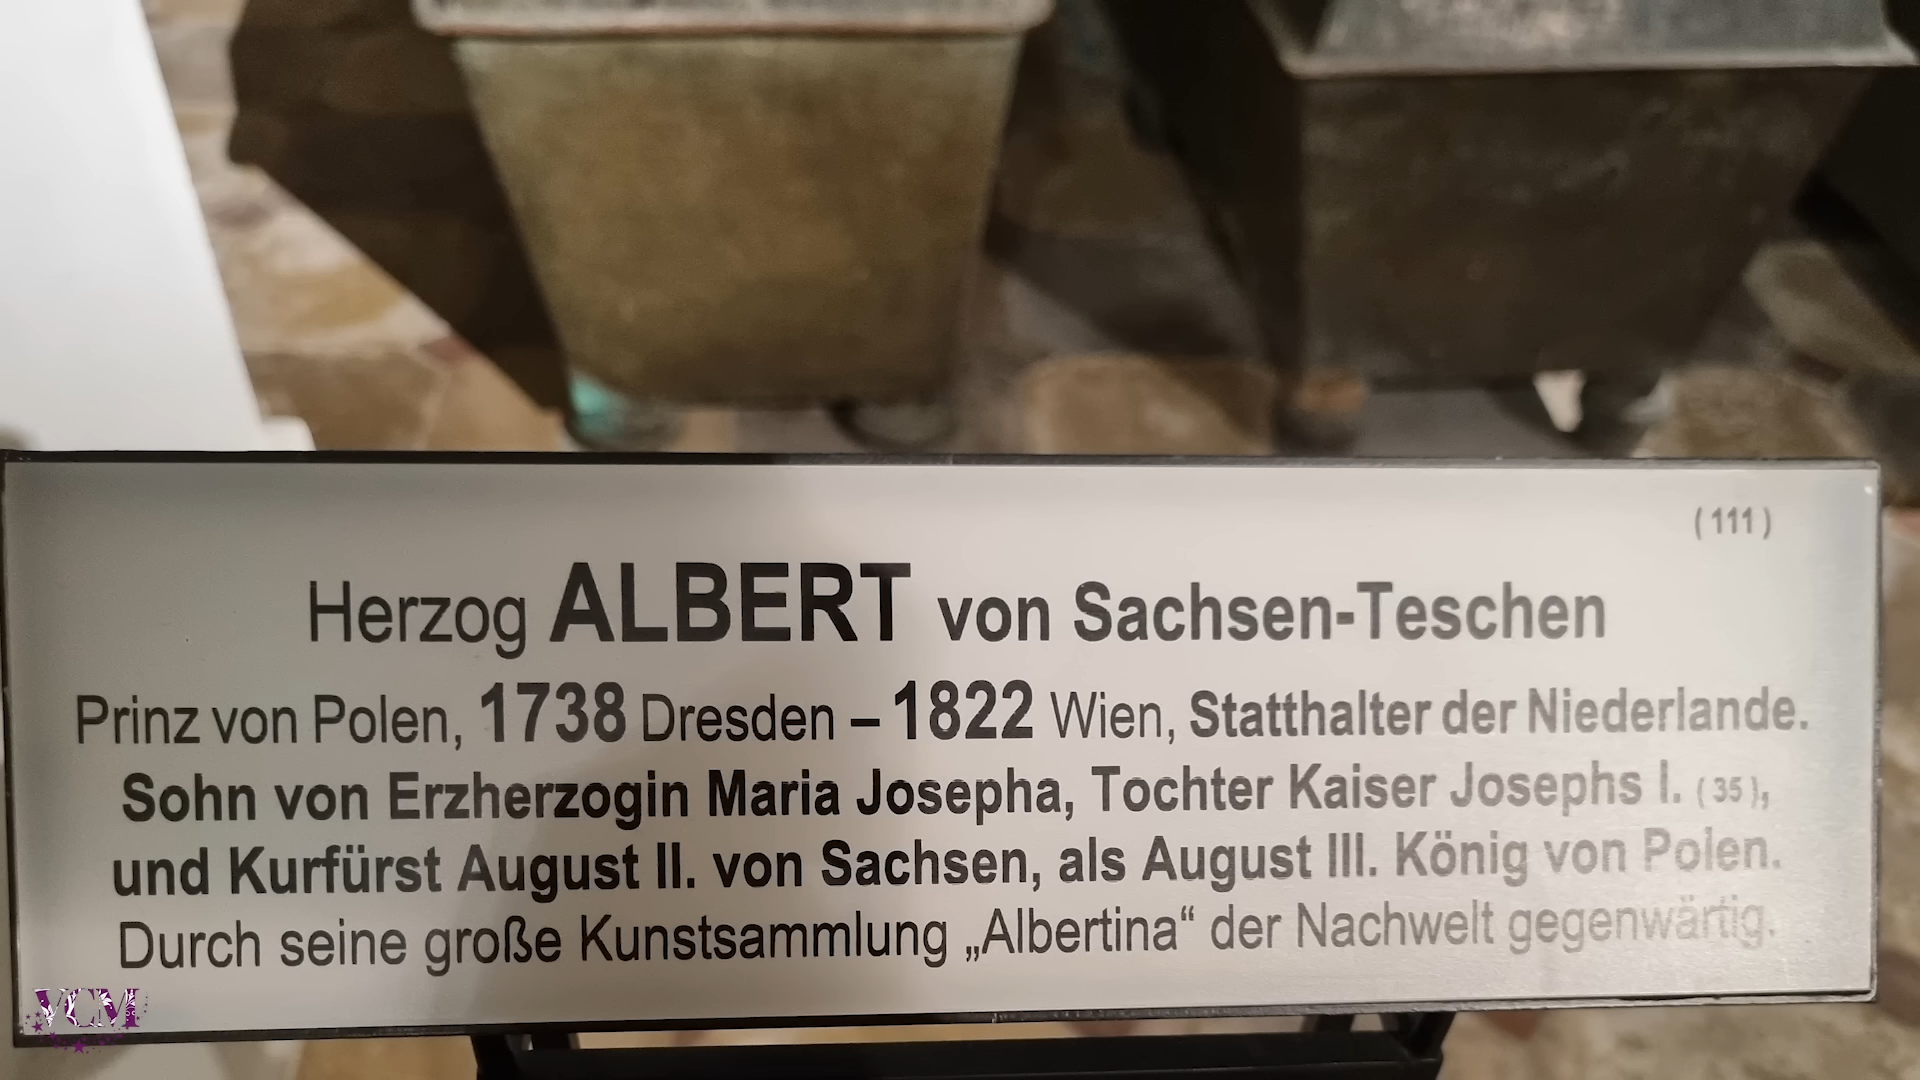 (111)
Herzog ALBERT von Sachsen-Teschen
Prinz von Polen, 1738 Dresden – 1822 Wien, Statthalter der Niederlande.
Sohn von Erzherzogin Maria Josepha, Tochter Kaiser Josephs I. (35),
und Kurfürst August II. von Sachsen, als August III. König von Polen.
Durch seine große Kunstsammlung „Albertina“ der Nachwelt gegenwärtig.
VCM